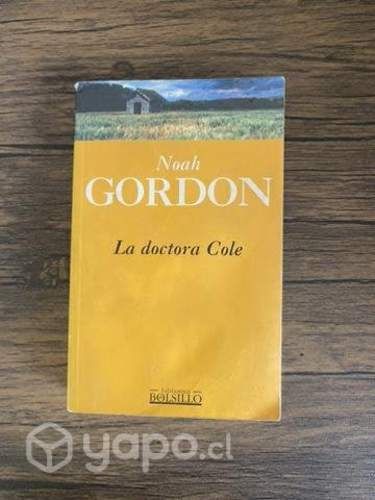 Noah
GORDON
La doctora Cole
BOLSILLO
yapo.cl